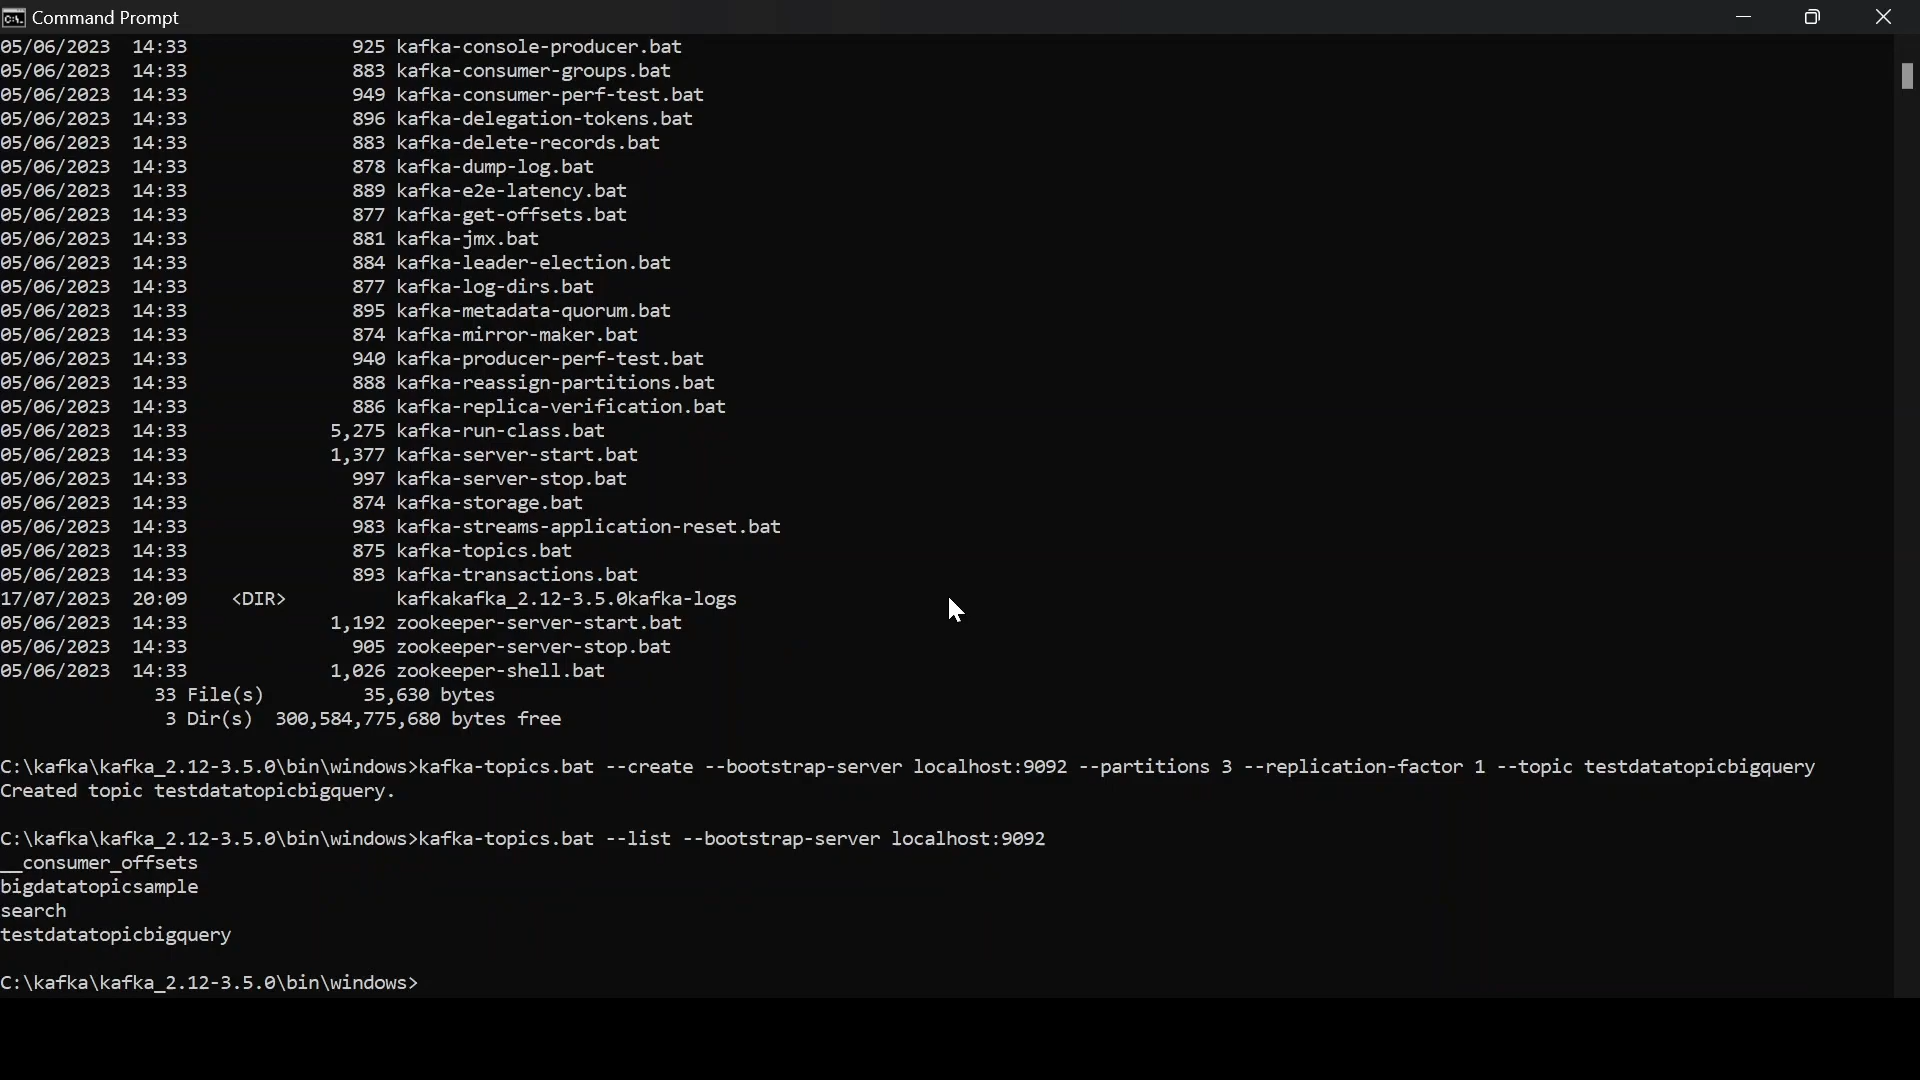 Command Prompt
05/06/2023  14:33               925 kafka-console-producer.bat
05/06/2023  14:33               883 kafka-consumer-groups.bat
05/06/2023  14:33               949 kafka-consumer-perf-test.bat
05/06/2023  14:33               896 kafka-delegation-tokens.bat
05/06/2023  14:33               883 kafka-delete-records.bat
05/06/2023  14:33               878 kafka-dump-log.bat
05/06/2023  14:33               889 kafka-e2e-latency.bat
05/06/2023  14:33               877 kafka-get-offsets.bat
05/06/2023  14:33               881 kafka-jmx.bat
05/06/2023  14:33               884 kafka-leader-election.bat
05/06/2023  14:33               877 kafka-log-dirs.bat
05/06/2023  14:33               895 kafka-metadata-quorum.bat
05/06/2023  14:33               874 kafka-mirror-maker.bat
05/06/2023  14:33               940 kafka-producer-perf-test.bat
05/06/2023  14:33               888 kafka-reassign-partitions.bat
05/06/2023  14:33               886 kafka-replica-verification.bat
05/06/2023  14:33             5,275 kafka-run-class.bat
05/06/2023  14:33             1,377 kafka-server-start.bat
05/06/2023  14:33               997 kafka-server-stop.bat
05/06/2023  14:33               874 kafka-storage.bat
05/06/2023  14:33               983 kafka-streams-application-reset.bat
05/06/2023  14:33               875 kafka-topics.bat
05/06/2023  14:33               893 kafka-transactions.bat
17/07/2023  20:09    <DIR>          kafkakafka_2.12-3.5.0kafka-logs
05/06/2023  14:33             1,192 zookeeper-server-start.bat
05/06/2023  14:33               905 zookeeper-server-stop.bat
05/06/2023  14:33             1,026 zookeeper-shell.bat
              33 File(s)         35,630 bytes
               3 Dir(s)  300,584,775,680 bytes free
C:\kafka\kafka_2.12-3.5.0\bin\windows>kafka-topics.bat --create --bootstrap-server localhost:9092 --partitions 3 --replication-factor 1 --topic testdatatopicbigquery
Created topic testdatatopicbigquery.
C:\kafka\kafka_2.12-3.5.0\bin\windows>kafka-topics.bat --list --bootstrap-server localhost:9092
__consumer_offsets
bigdatatopicsample
search
testdatatopicbigquery
C:\kafka\kafka_2.12-3.5.0\bin\windows>